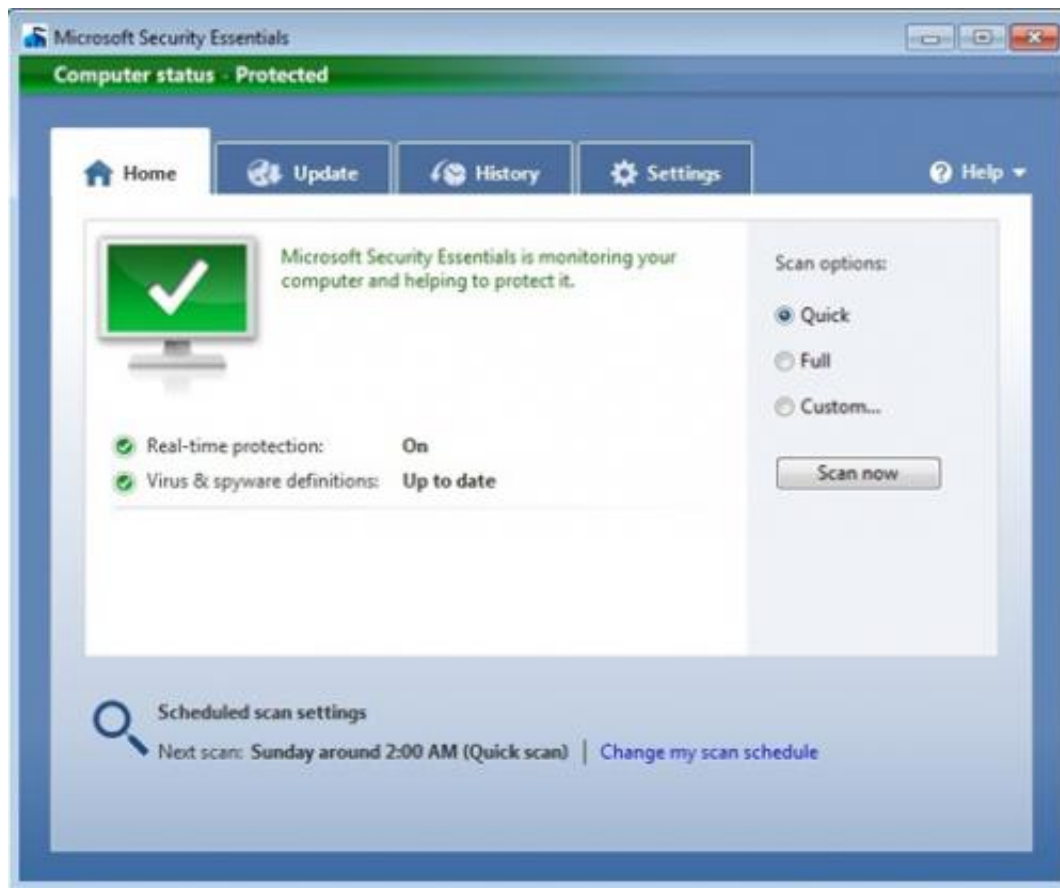 Microsoft Security Essentials
Computer status - Protected
Home
Update
History
Settings
Help
Microsoft Security Essentials is monitoring your
computer and helping to protect it.
Real-time protection: On
Virus & spyware definitions: Up to date
Scan options:
Quick
Full
Custom...
Scan now
Scheduled scan settings
Next scan: Sunday around 2:00 AM (Quick scan) | Change my scan schedule